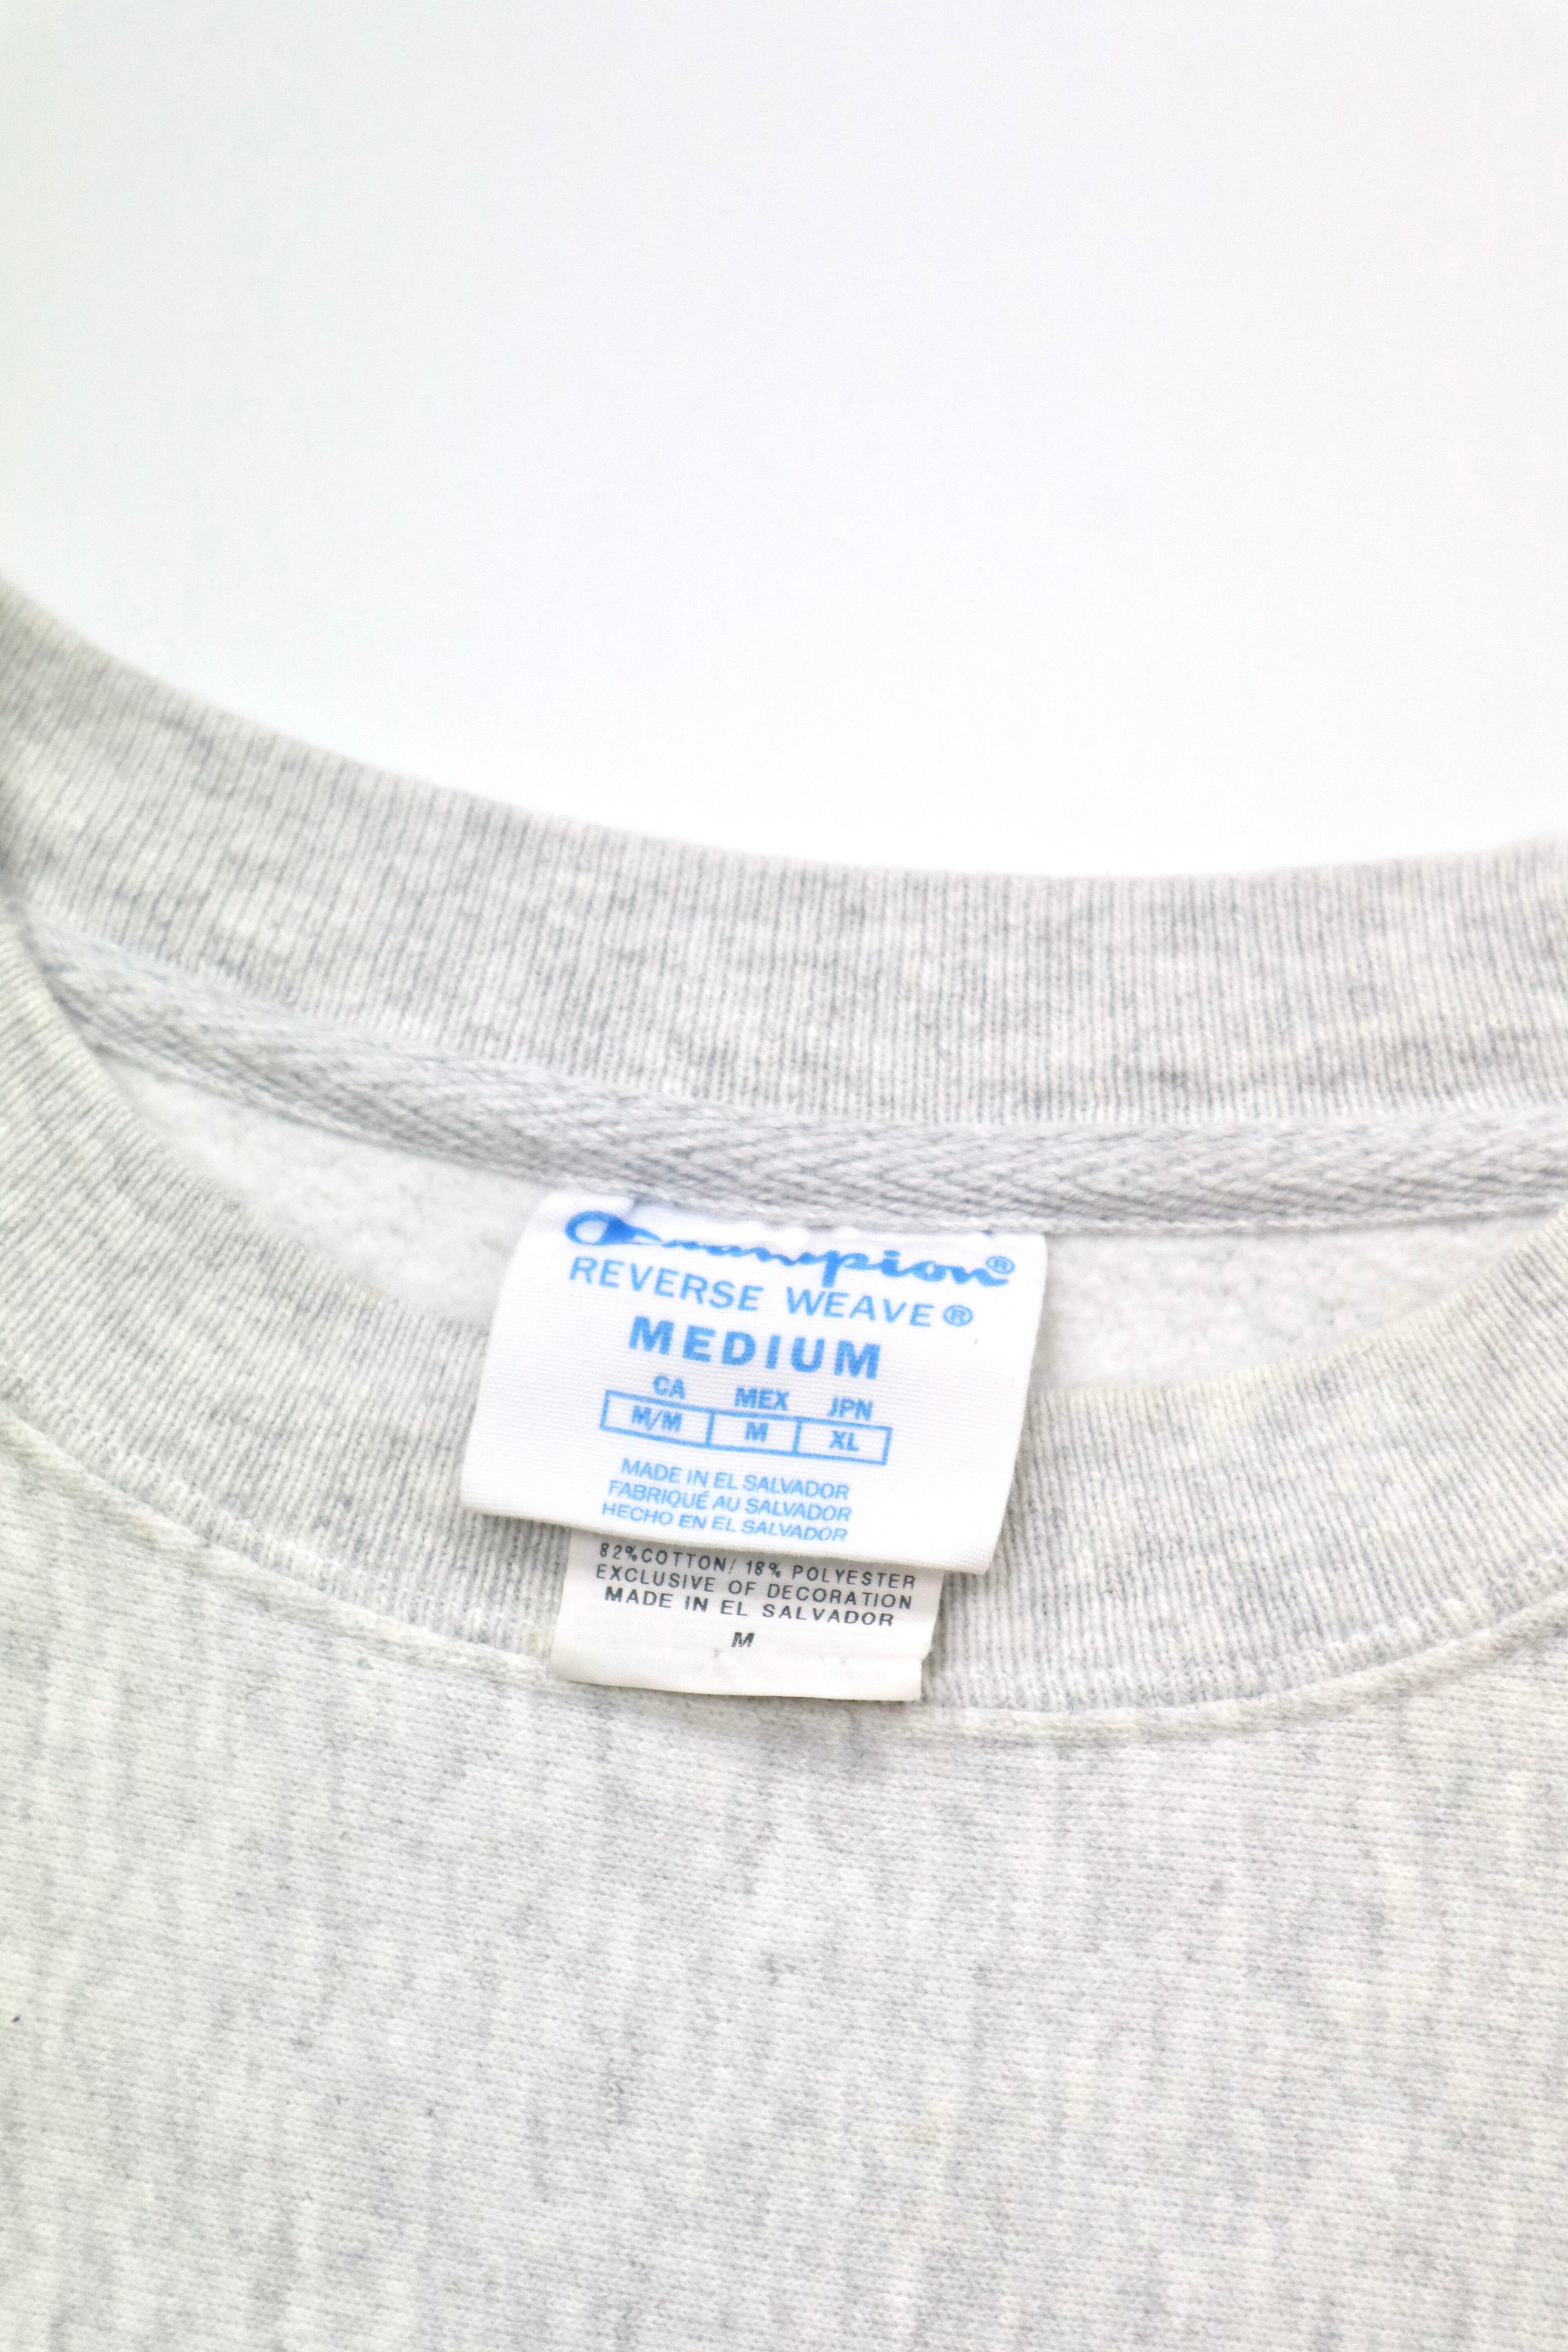 Champion®
REVERSE WEAVE®
MEDIUM
CA MEX JPN
M/M M XL
MADE IN EL SALVADOR
FABRIQUÉ AU SALVADOR
HECHO EN EL SALVADOR
82%COTTON/ 18% POLYESTER
EXCLUSIVE OF DECORATION
MADE IN EL SALVADOR
M